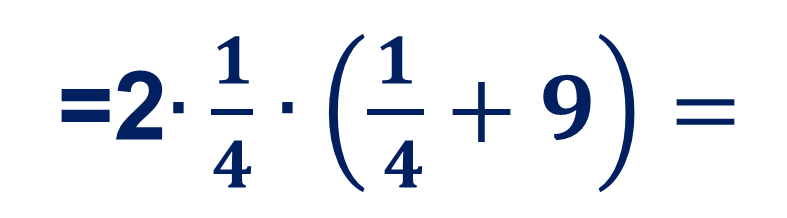 =2· 1/4 · (1/4 + 9) =